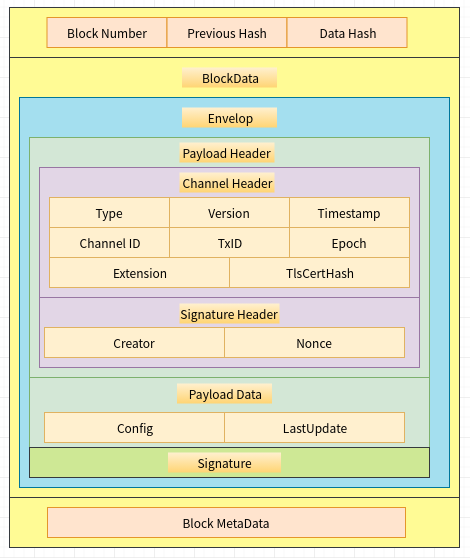 Block Number Previous Hash Data Hash
BlockData
Envelop
Payload Header
Channel Header
Type Version Timestamp
Channel ID TxID Epoch
Extension TlsCertHash
Signature Header
Creator Nonce
Payload Data
Config LastUpdate
Signature
Block MetaData